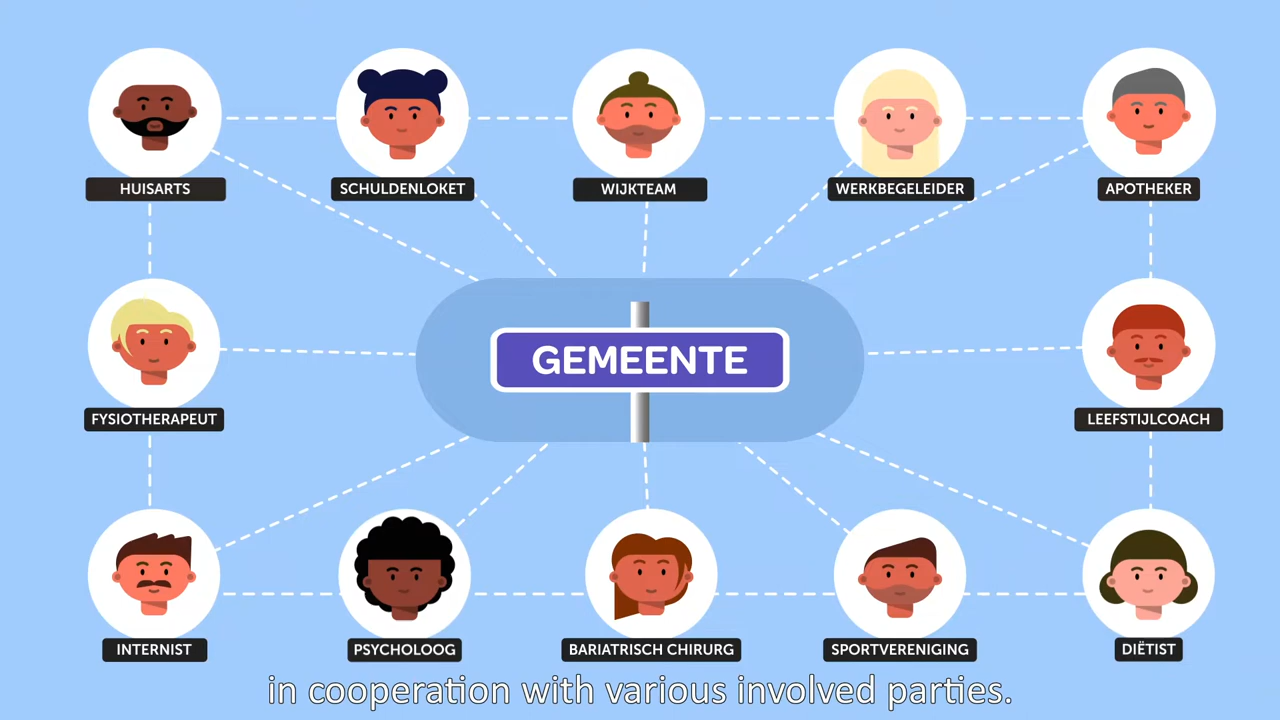 HUISARTS
SCHULDENLOKET
WIJKTEAM
WERKBEGELEIDER
APOTHEKER
GEMEENTE
FYSIOTHERAPEUT
LEEFSTIJLCOACH
INTERNIST
PSYCHOLOOG
BARIATRISCH CHIRURG
SPORTVERENIGING
DIËTIST
in cooperation with various involved parties.